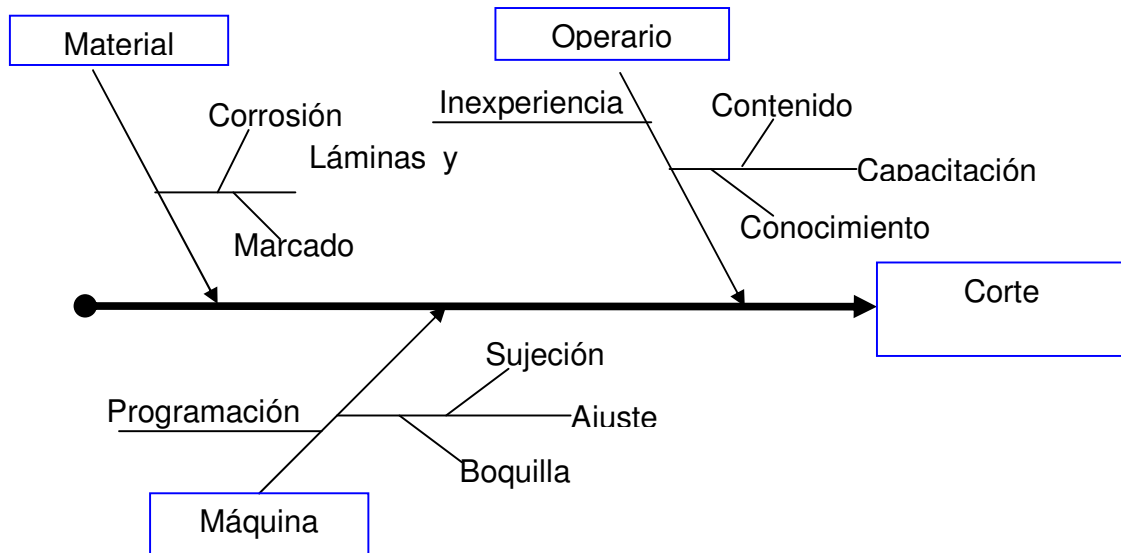 Material
Operario
Inexperiencia
Contenido
Corrosión
Láminas y
Capacitación
Marcado
Conocimiento
Corte
Sujeción
Programación
Ajuste
Boquilla
Máquina